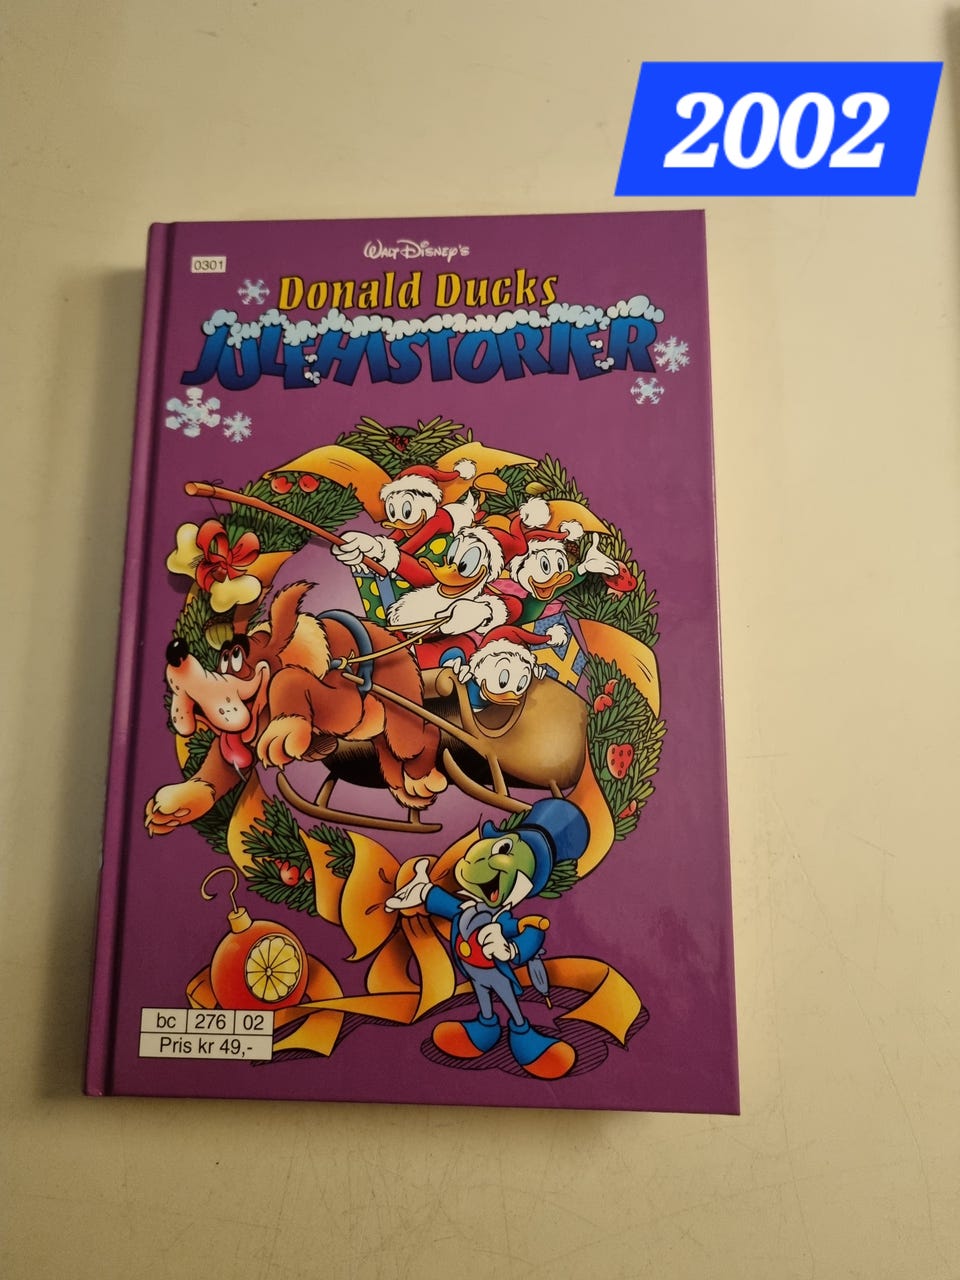 2002
WALT DISNEY'S
0301
Donald Ducks
JULEHISTORIER
bc 276 02
Pris kr 49,-